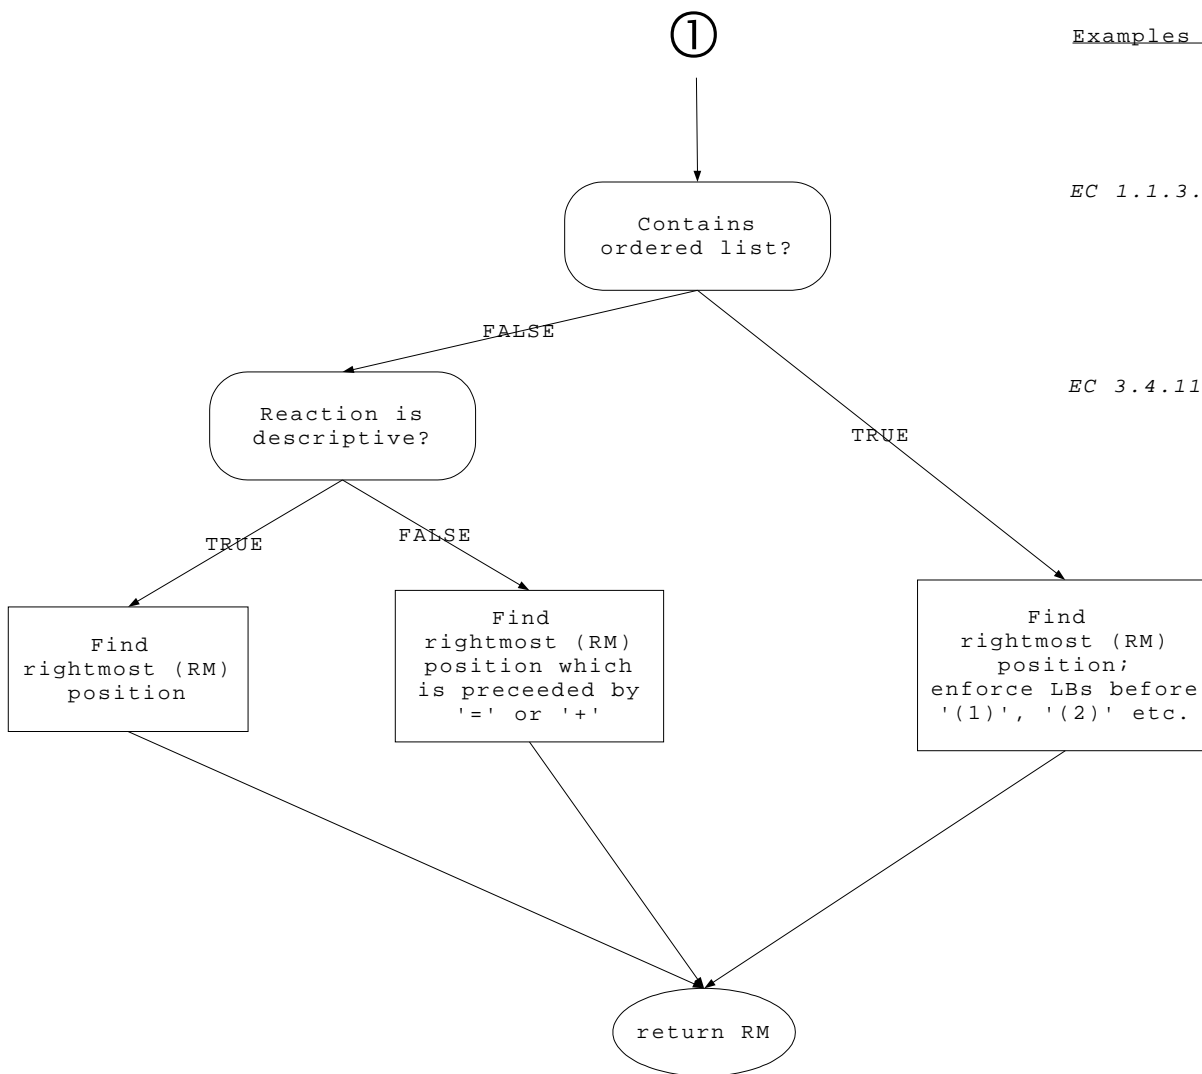 ①
Examples
Contains
ordered list?
EC 1.1.3.
FALSE
TRUE
Reaction is
descriptive?
EC 3.4.11
TRUE
FALSE
Find
rightmost (RM)
position
Find
rightmost (RM)
position which
is preceeded by
'=' or '+'
Find
rightmost (RM)
position;
enforce LBs before
'(1)', '(2)' etc.
return RM